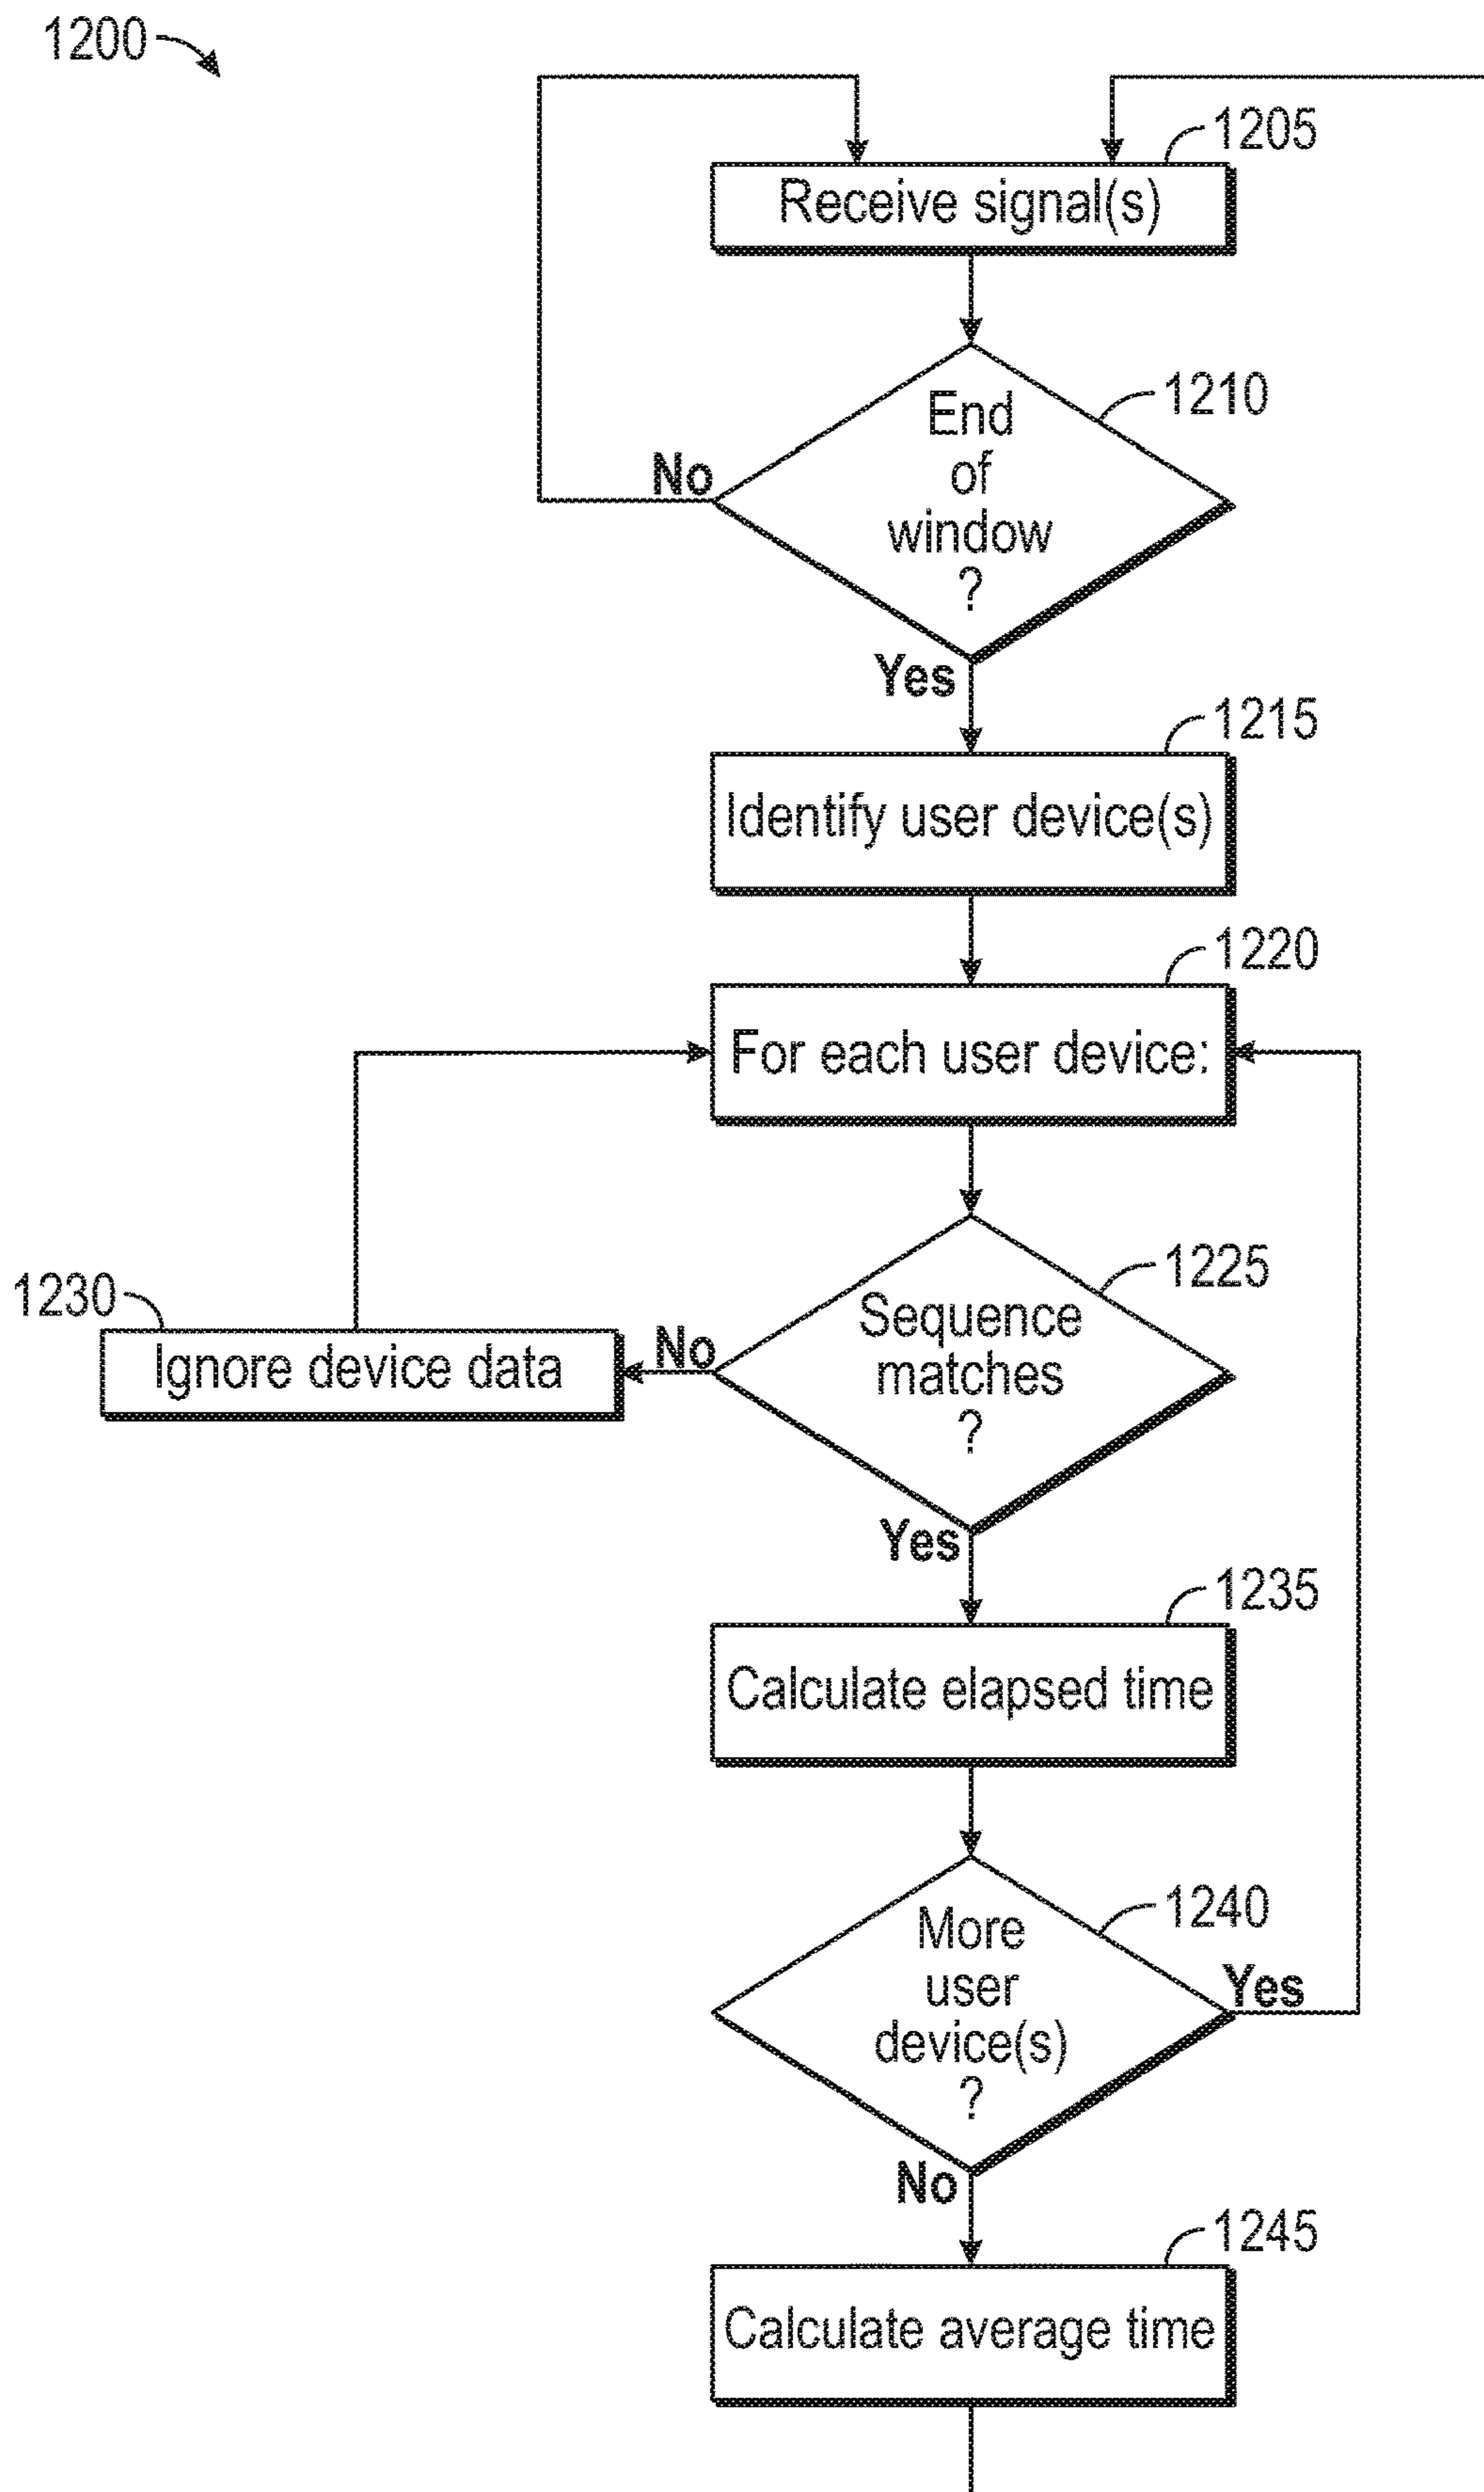 1200
1205
Receive signal(s)
1210
End
of
window
?
No
Yes
1215
Identify user device(s)
1220
For each user device:
1225
Sequence
matches
?
No
1230
Ignore device data
Yes
1235
Calculate elapsed time
1240
More
user
device(s)
?
Yes
No
1245
Calculate average time